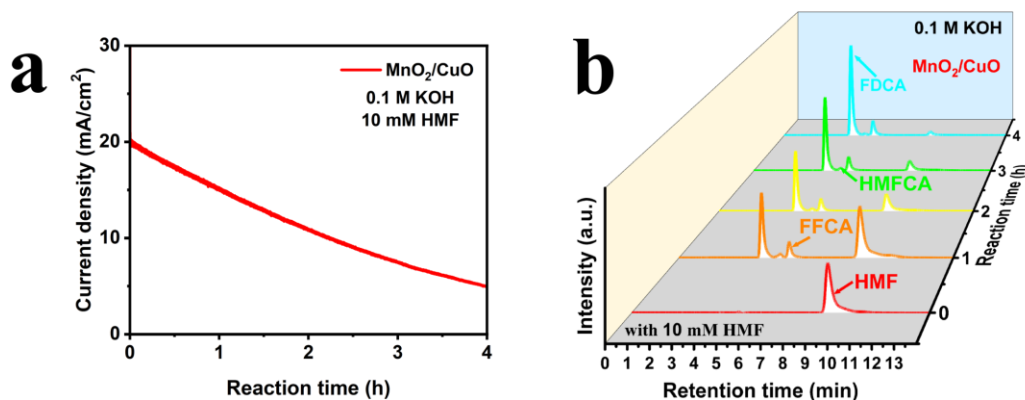 a
30
20
10
0
Current density (mA/cm²)
MnO₂/CuO
0.1 M KOH
10 mM HMF
0 1 2 3 4
Reaction time (h)
b
0.1 M KOH
MnO₂/CuO
FDCA
HMFCA
FFCA
HMF
with 10 mM HMF
Intensity (a.u.)
4
3
2
1
0
Reaction time (h)
0 1 2 3 4 5 6 7 8 9 10 11 12 13
Retention time (min)